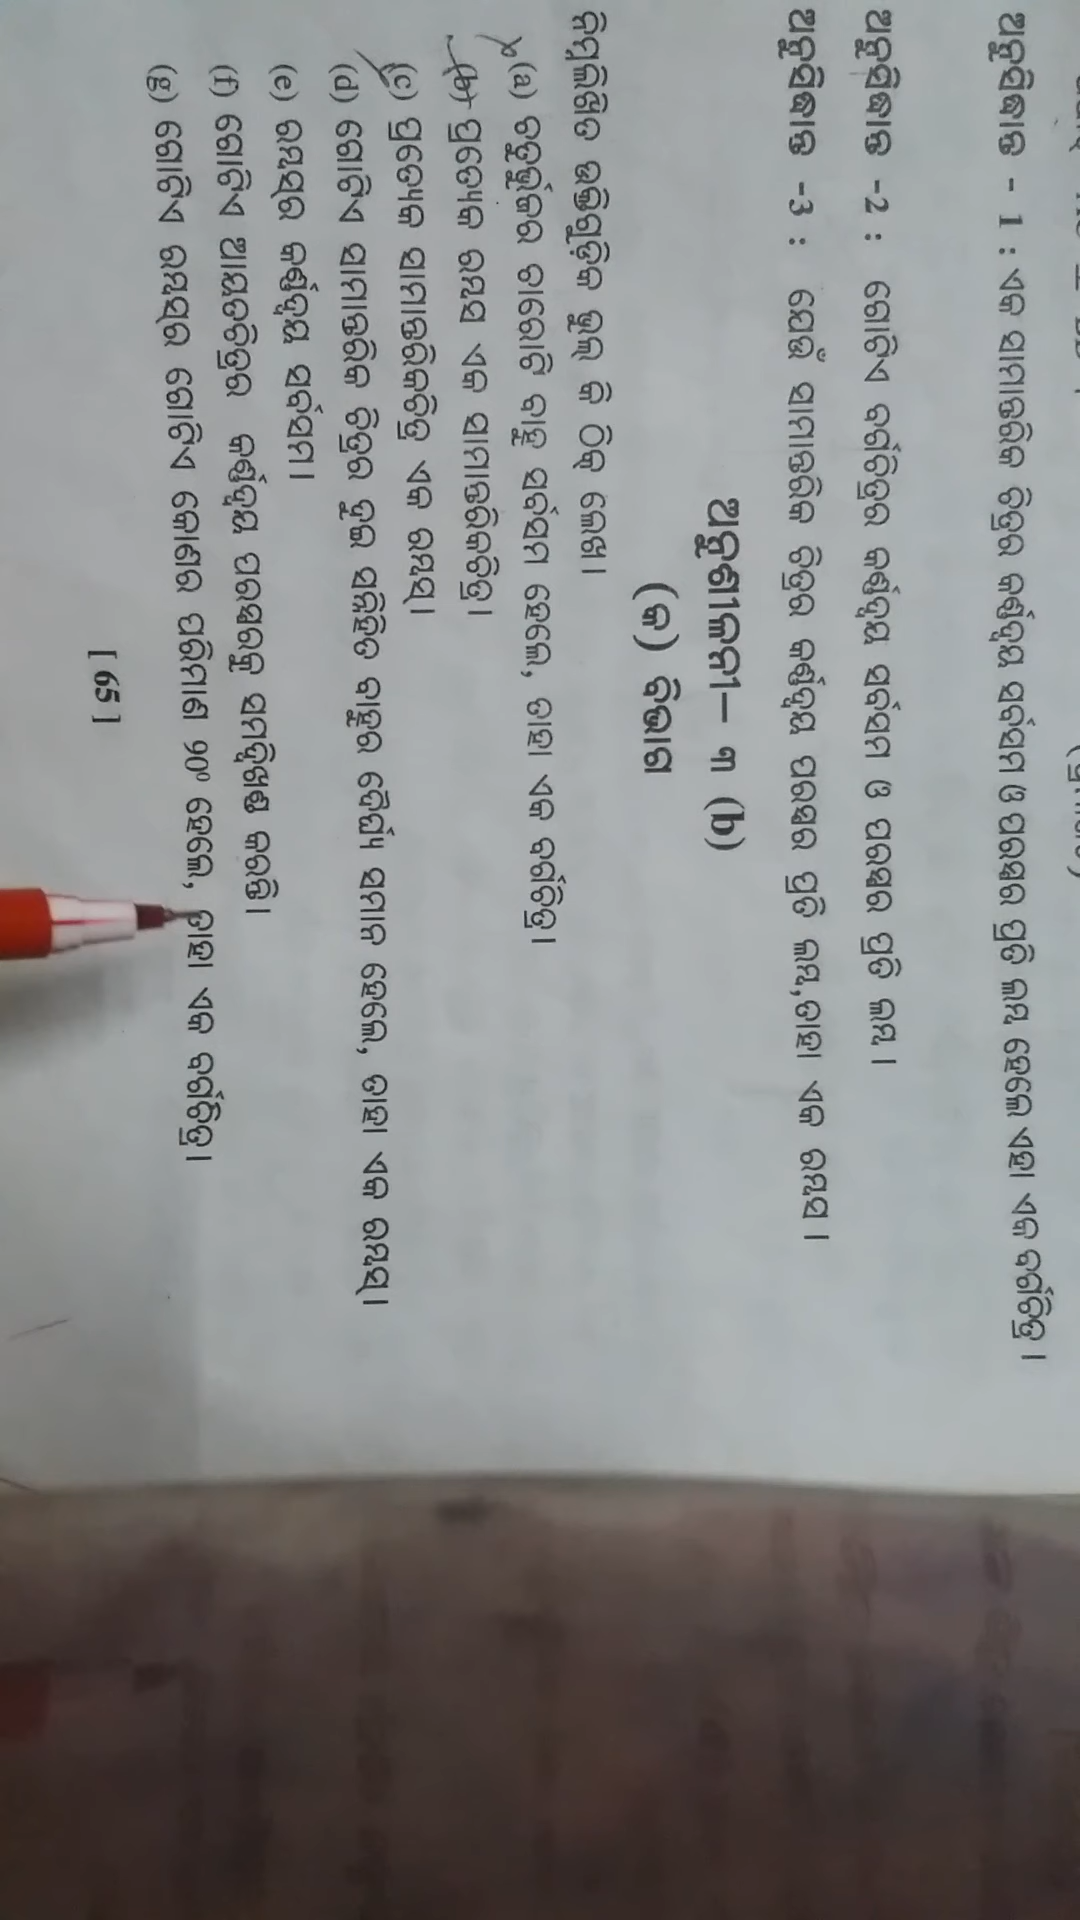 ଅନୁସିଦ୍ଧାନ୍ତ - 1 : ଏକ ସାମାନ୍ତରିକ ଚିତ୍ରର କର୍ଣ୍ଣଦ୍ୱୟ ସର୍ବସମ ଓ ପରସ୍ପର ପ୍ରତି ଲମ୍ବ ହେଲେ ଏହା ଏକ ବର୍ଗଚିତ୍ର ।
ଅନୁସିଦ୍ଧାନ୍ତ -2 : ଗୋଟିଏ ବର୍ଗଚିତ୍ରର କର୍ଣ୍ଣଦ୍ୱୟ ସର୍ବସମ ଓ ପରସ୍ପର ପ୍ରତି ଲମ୍ବ ।
ଅନୁସିଦ୍ଧାନ୍ତ -3 : ଯେଉଁ ସାମାନ୍ତରିକ ଚିତ୍ରର କର୍ଣ୍ଣଦ୍ୱୟ ପରସ୍ପର ପ୍ରତି ଲମ୍ବ, ତାହା ଏକ ରମ୍ବସ ।
ଅନୁଶୀଳନୀ– ୩ (b)
(କ) ବିଭାଗ
ନିମ୍ନଲିଖିତ ଉକ୍ତିଗୁଡ଼ିକ ଭୁଲ୍ କି ଠିକ୍ ଲେଖ।
(a) ଚତୁର୍ଭୁଜର ଚାରୋଟି ବାହୁ ସର୍ବସମ ହେଲେ, ତାହା ଏକ ବର୍ଗଚିତ୍ର।
(b) ପ୍ରତ୍ୟେକ ରମ୍ବସ ଏକ ସାମାନ୍ତରିକଚିତ୍ର।
(c) ପ୍ରତ୍ୟେକ ସାମାନ୍ତରିକଚିତ୍ର ଏକ ରମ୍ବସ୍।
(d) ଗୋଟିଏ ସାମାନ୍ତରିକ ଚିତ୍ରର ଦୁଇ ସନ୍ନିହିତ ବାହୁର ଦୈର୍ଘ୍ୟ ସମାନ ହେଲେ, ତାହା ଏକ ରମ୍ବସ୍।
(e) ରମ୍ବସ୍‌ର କର୍ଣ୍ଣଦ୍ୱୟ ସର୍ବସମ।
(f) ଗୋଟିଏ ଆୟତଚିତ୍ରର କର୍ଣ୍ଣଦ୍ୱୟ ପରସ୍ପରକୁ ସମଦ୍ୱିଖଣ୍ଡ କରନ୍ତି।
(g) ଗୋଟିଏ ରମ୍ବସ୍‌ର ଗୋଟିଏ କୋଣର ପରିମାଣ 90⁰ ହେଲେ, ତାହା ଏକ ବର୍ଗଚିତ୍ର।
[ 65 ]